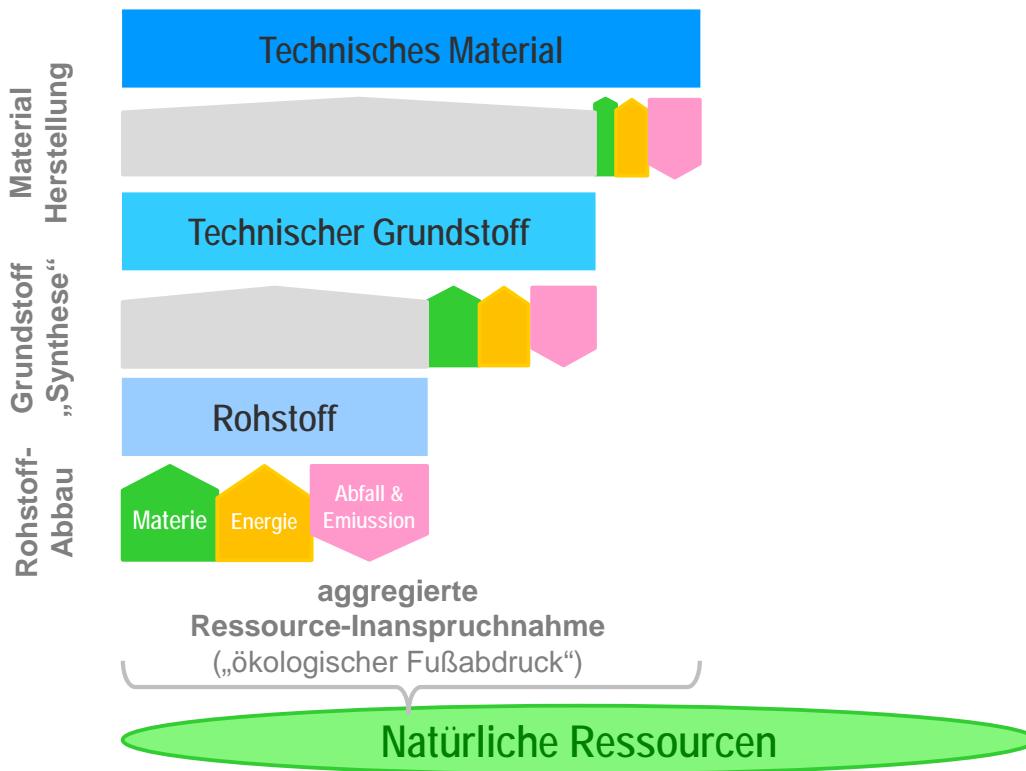 Technisches Material
Material
Herstellung
Technischer Grundstoff
Grundstoff
„Synthese“
Rohstoff
Rohstoff-
Abbau
Materie
Energie
Abfall &
Emiussion
aggregierte
Ressource-Inanspruchnahme
(„ökologischer Fußabdruck“)
Natürliche Ressourcen